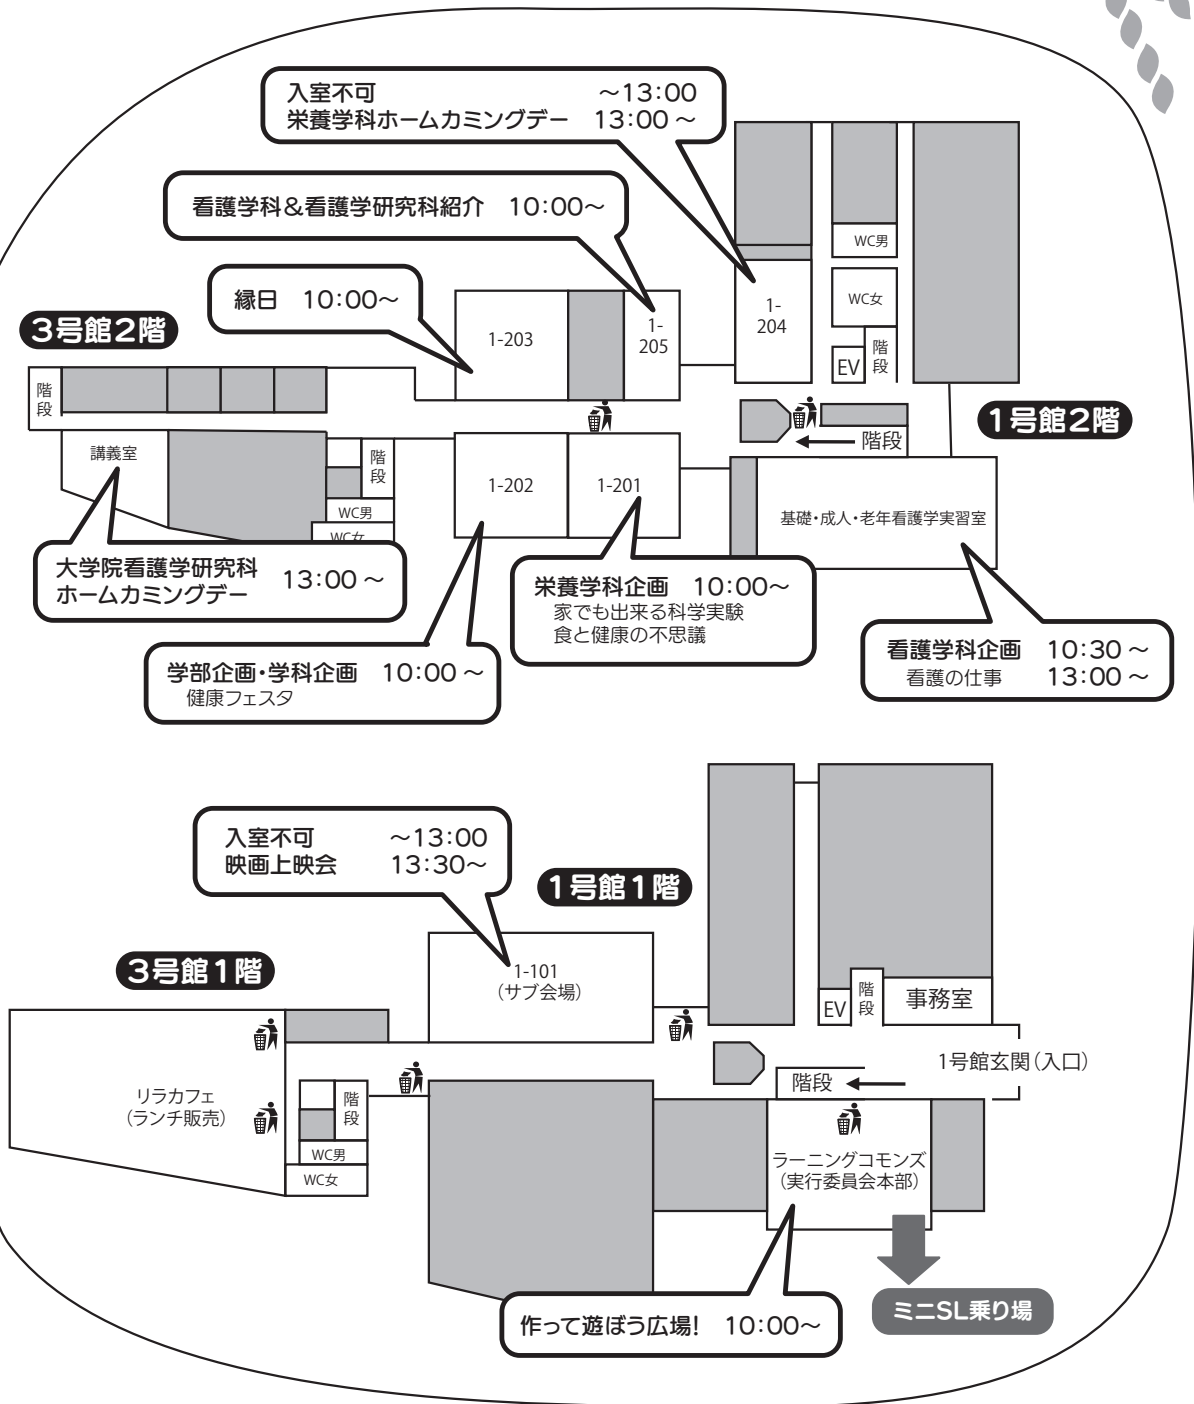 入室不可 ～13:00
栄養学科ホームカミングデー 13:00～
看護学科&看護学研究科紹介 10:00～
縁日 10:00～
3号館2階
1号館2階
WC男
WC女
EV
階段
1-204
1-203
1-205
階段
階段
講義室
階段
WC男
WC女
1-202
1-201
基礎・成人・老年看護学実習室
大学院看護学研究科
ホームカミングデー 13:00～
栄養学科企画 10:00～
家でも出来る科学実験
食と健康の不思議
学部企画・学科企画 10:00～
健康フェスタ
看護学科企画 10:30～
看護の仕事 13:00～
入室不可 ～13:00
映画上映会 13:30～
1号館1階
3号館1階
1-101
(サブ会場)
EV
階段
事務室
1号館玄関(入口)
階段
リラカフェ
(ランチ販売)
階段
WC男
WC女
ラーニングコモンズ
(実行委員会本部)
作って遊ぼう広場! 10:00～
ミニSL乗り場